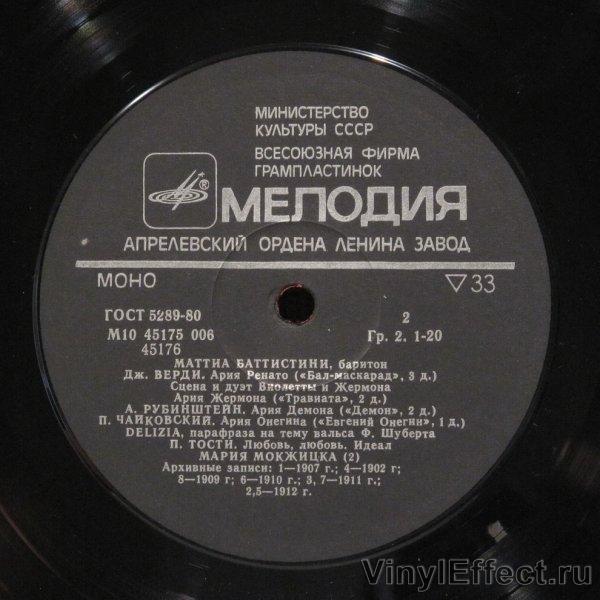 МИНИСТЕРСТВО
КУЛЬТУРЫ СССР
ВСЕСОЮЗНАЯ ФИРМА
ГРАМПЛАСТИНОК
®
МЕЛОДИЯ
АПРЕЛЕВСКИЙ ОРДЕНА ЛЕНИНА ЗАВОД
МОНО ▽33
ГОСТ 5289-80 2
М10 45175 006 Гр. 2. 1-20
45176
МАТТИА БАТТИСТИНИ, баритон
Дж. ВЕРДИ. Ария Ренато («Бал-маскарад», 3 д.)
Сцена и дуэт Виолетты и Жермона
Ария Жермона («Травиата», 2 д.)
А. РУБИНШТЕЙН. Ария Демона («Демон», 2 д.)
П. ЧАЙКОВСКИЙ. Ария Онегина («Евгений Онегин», 1 д.)
DELIZIA, парафраза на тему вальса Ф. Шуберта
П. ТОСТИ. Любовь, любовь. Идеал
МАРИЯ МОКЖИЦКА (2)
Архивные записи: 1—1907 г.; 4—1902 г;
8—1909 г; 6—1910 г; 3, 7—1911 г.;
2,5—1912 г.
VinylEffect.ru